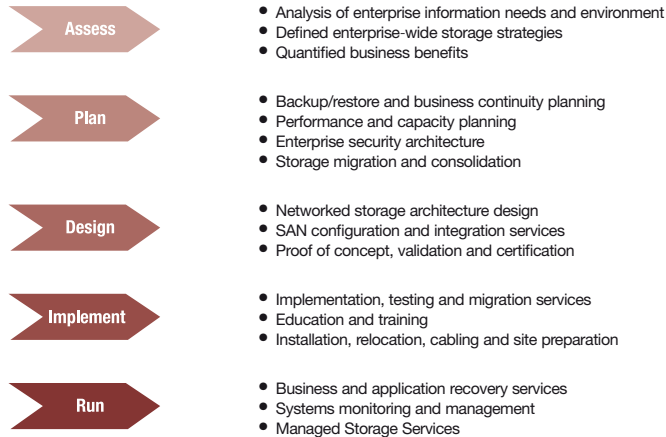 Assess
• Analysis of enterprise information needs and environment
• Defined enterprise-wide storage strategies
• Quantified business benefits
Plan
• Backup/restore and business continuity planning
• Performance and capacity planning
• Enterprise security architecture
• Storage migration and consolidation
Design
• Networked storage architecture design
• SAN configuration and integration services
• Proof of concept, validation and certification
Implement
• Implementation, testing and migration services
• Education and training
• Installation, relocation, cabling and site preparation
Run
• Business and application recovery services
• Systems monitoring and management
• Managed Storage Services